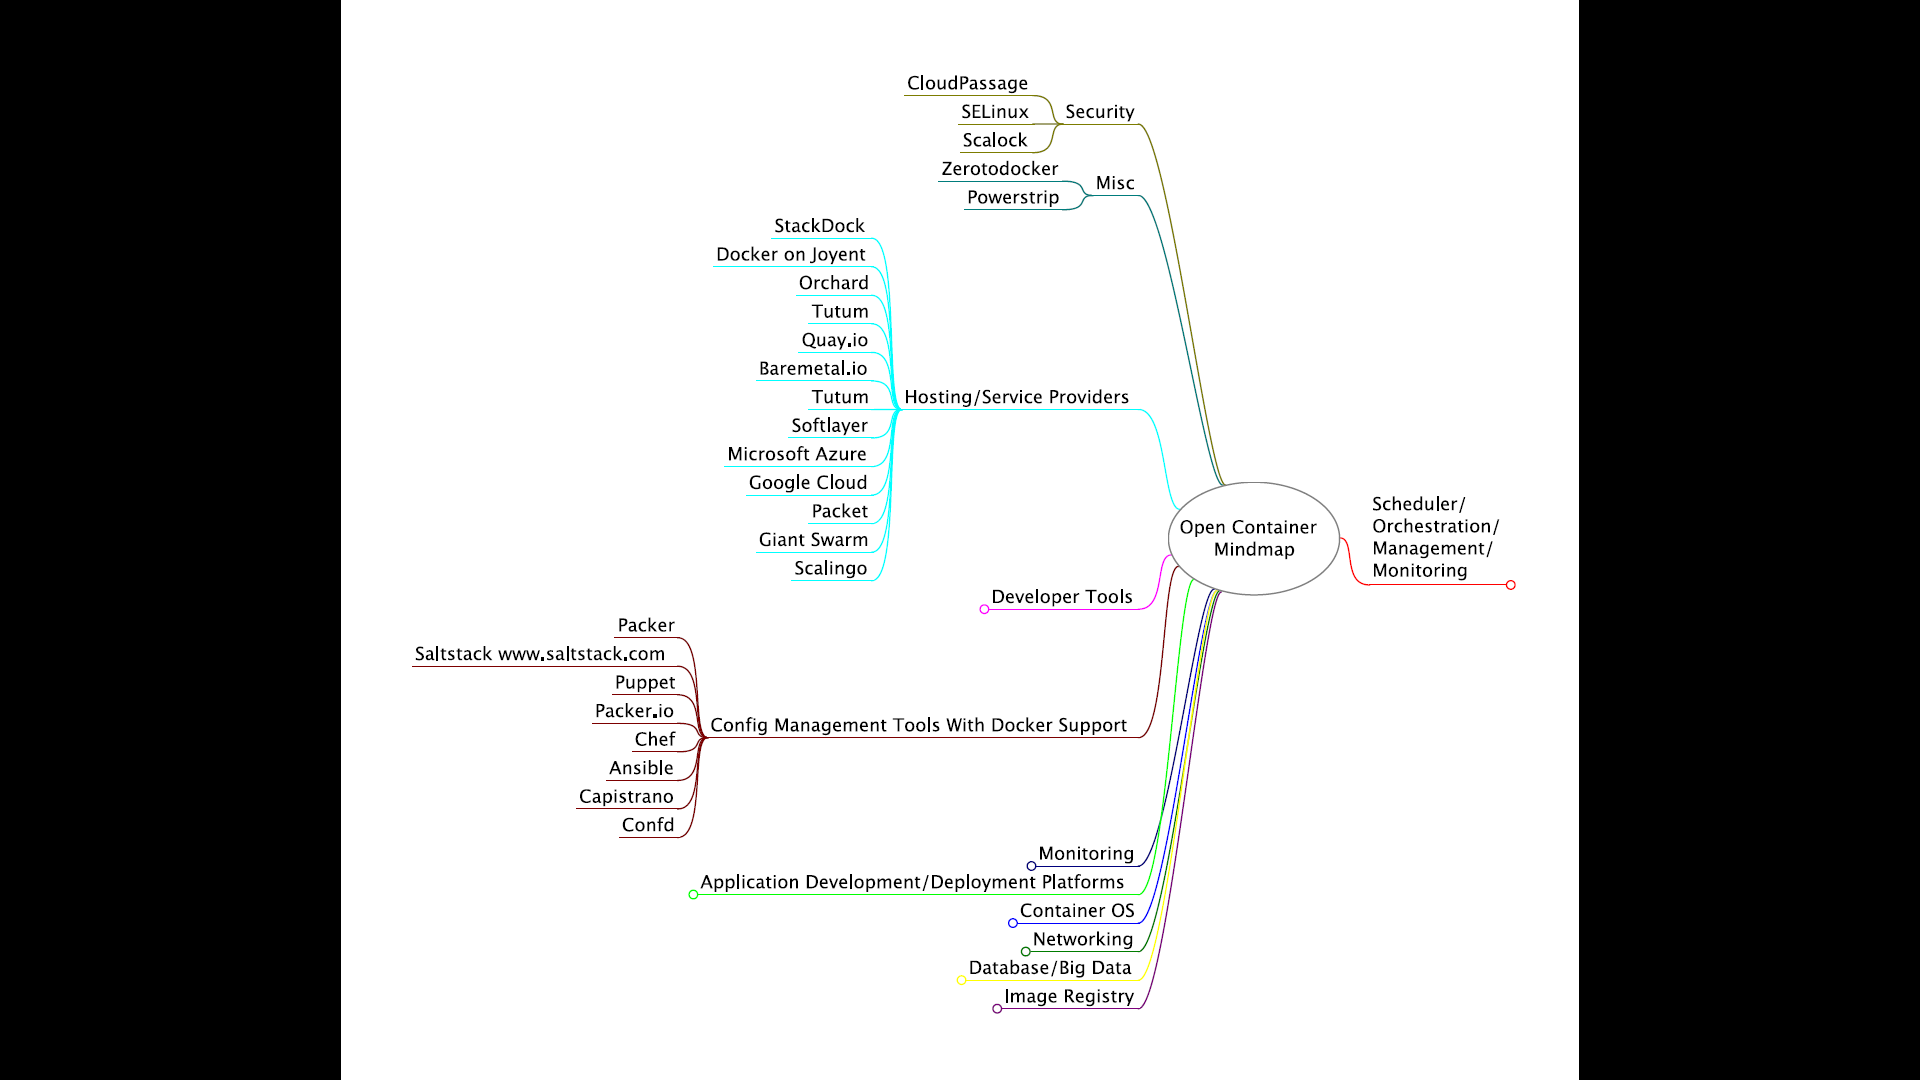 CloudPassage
SELinux
Scalock
Security
Zerotodocker
Powerstrip
Misc
StackDock
Docker on Joyent
Orchard
Tutum
Quay.io
Baremetal.io
Tutum
Softlayer
Microsoft Azure
Google Cloud
Packet
Giant Swarm
Scalingo
Hosting/Service Providers
Developer Tools
Packer
Saltstack www.saltstack.com
Puppet
Packer.io
Chef
Ansible
Capistrano
Confd
Config Management Tools With Docker Support
Monitoring
Application Development/Deployment Platforms
Container OS
Networking
Database/Big Data
Image Registry
Open Container
Mindmap
Scheduler/
Orchestration/
Management/
Monitoring